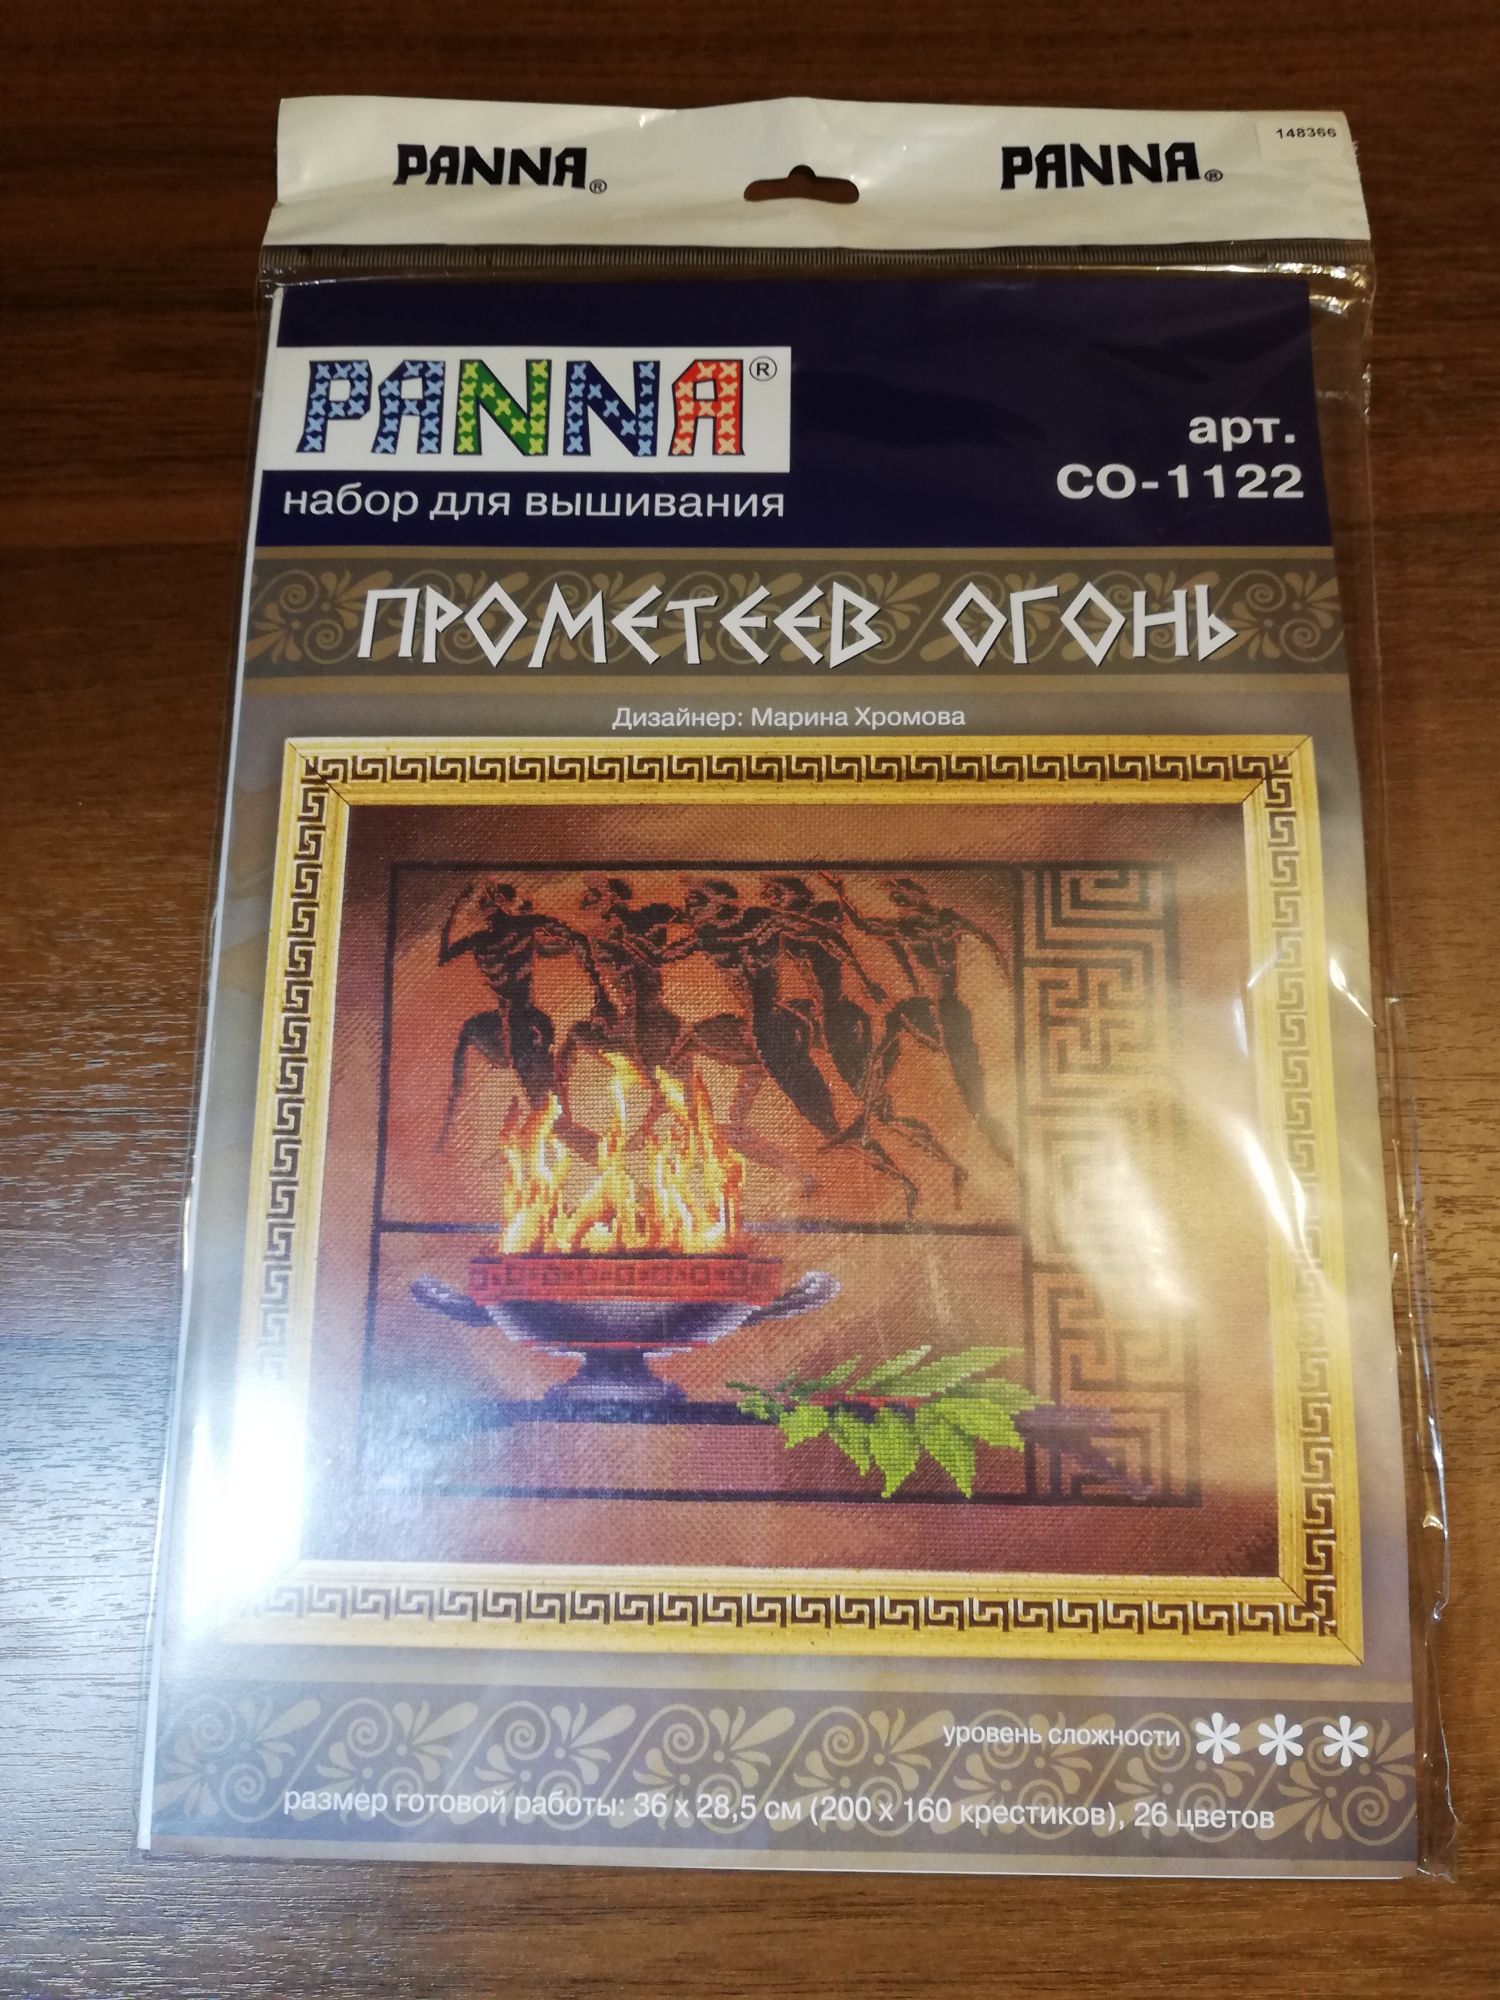 PANNA®
PANNA®
148366
PANNA®
набор для вышивания
арт.
СО-1122
ПРОМЕТЕЕВ ОГОНЬ
Дизайнер: Марина Хромова
уровень сложности ***
размер готовой работы: 36 х 28,5 см (200 х 160 крестиков), 26 цветов